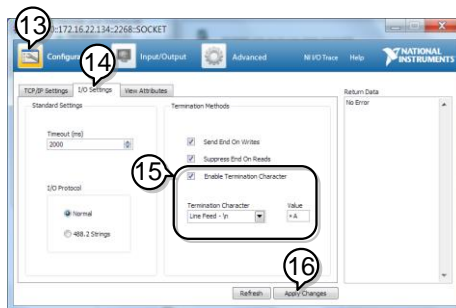 13
0::172.16.22.134::2268::SOCKET
Configura
14
Input/Output
Advanced
NI I/O Trace
Help
NATIONAL
INSTRUMENTS
TCP/IP Settings
I/O Settings
View Attributes
Return Data
No Error
Standard Settings
Termination Methods
Timeout (ms)
2000
Send End On Writes
Suppress End On Reads
15
Enable Termination Character
I/O Protocol
Termination Character
Value
Line Feed - \n
xA
Normal
488.2 Strings
16
Refresh
Apply Changes